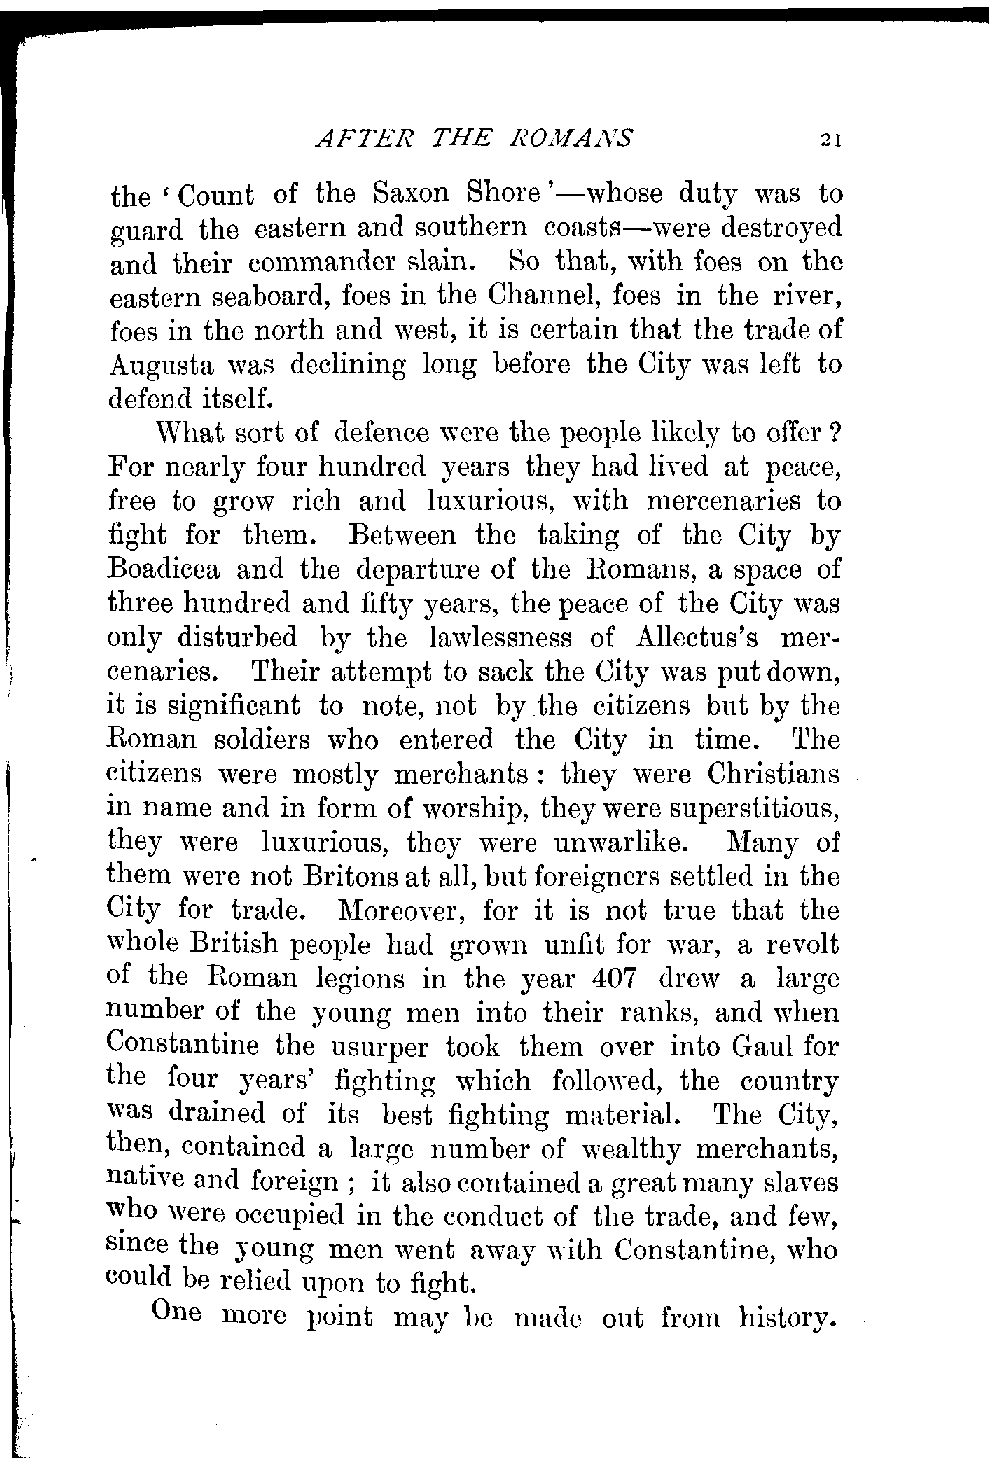 AFTER THE ROMANS 21
the ‘Count of the Saxon Shore’—whose duty was to
guard the eastern and southern coasts—were destroyed
and their commander slain. So that, with foes on the
eastern seaboard, foes in the Channel, foes in the river,
foes in the north and west, it is certain that the trade of
Augusta was declining long before the City was left to
defend itself.
What sort of defence were the people likely to offer?
For nearly four hundred years they had lived at peace,
free to grow rich and luxurious, with mercenaries to
fight for them. Between the taking of the City by
Boadicea and the departure of the Romans, a space of
three hundred and fifty years, the peace of the City was
only disturbed by the lawlessness of Allectus’s mer-
cenaries. Their attempt to sack the City was put down,
it is significant to note, not by the citizens but by the
Roman soldiers who entered the City in time. The
citizens were mostly merchants: they were Christians
in name and in form of worship, they were superstitious,
they were luxurious, they were unwarlike. Many of
them were not Britons at all, but foreigners settled in the
City for trade. Moreover, for it is not true that the
whole British people had grown unfit for war, a revolt
of the Roman legions in the year 407 drew a large
number of the young men into their ranks, and when
Constantine the usurper took them over into Gaul for
the four years’ fighting which followed, the country
was drained of its best fighting material. The City,
then, contained a large number of wealthy merchants,
native and foreign; it also contained a great many slaves
who were occupied in the conduct of the trade, and few,
since the young men went away with Constantine, who
could be relied upon to fight.
One more point may be made out from history.